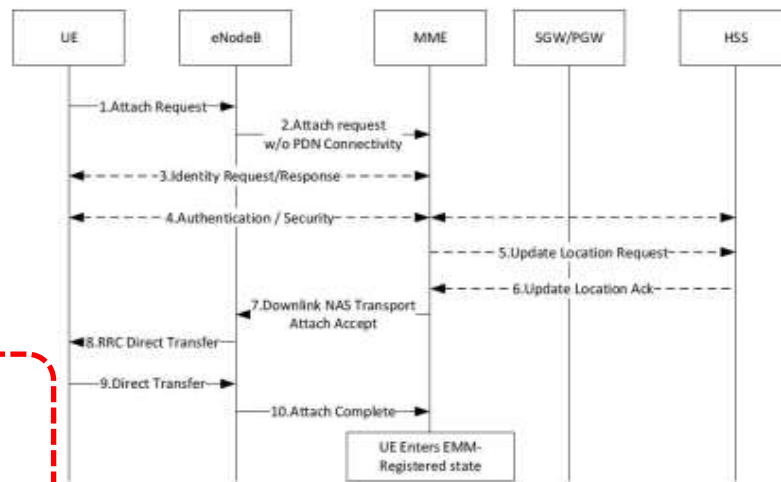 UE
eNodeB
MME
SGW/PGW
HSS
1.Attach Request
2.Attach request
w/o PDN Connectivity
3.Identity Request/Response
4.Authentication / Security
5.Update Location Request
6.Update Location Ack
7.Downlink NAS Transport
Attach Accept
8.RRC Direct Transfer
9.Direct Transfer
10.Attach Complete
UE Enters EMM-
Registered state